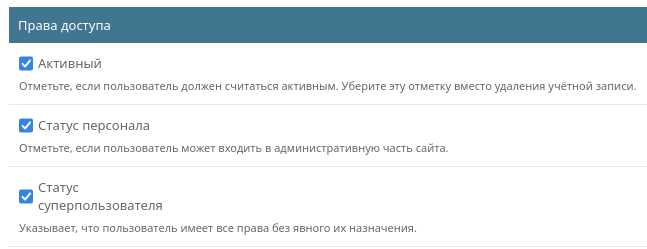 Права доступа
Активный
Отметьте, если пользователь должен считаться активным. Уберите эту отметку вместо удаления учётной записи.
Статус персонала
Отметьте, если пользователь может входить в административную часть сайта.
Статус
суперпользователя
Указывает, что пользователь имеет все права без явного их назначения.